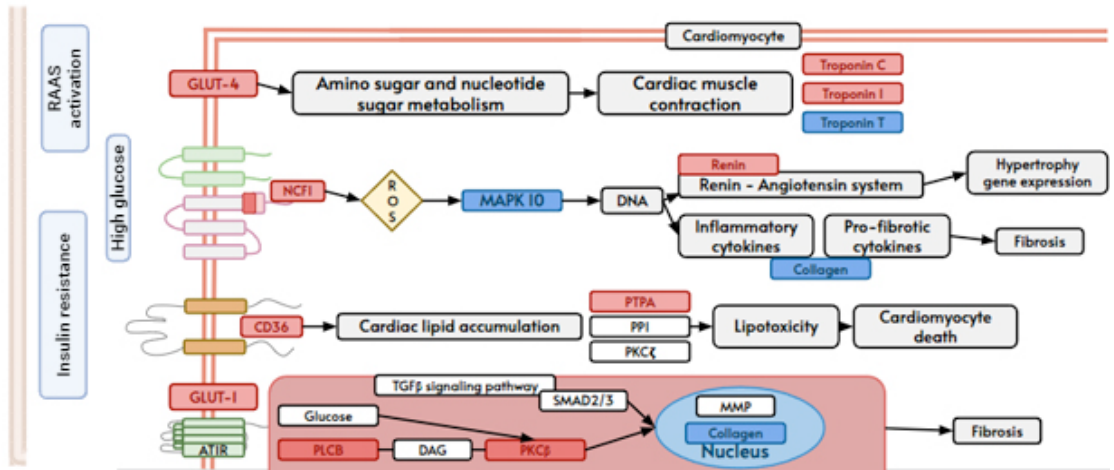 RAAS
activation
High glucose
Insulin resistance
Cardiomyocyte
GLUT-4
Amino sugar and nucleotide
sugar metabolism
Cardiac muscle
contraction
Troponin C
Troponin I
Troponin T
NCF1
ROS
MAPK 10
DNA
Renin
Renin - Angiotensin system
Hypertrophy
gene expression
Inflammatory
cytokines
Pro-fibrotic
cytokines
Collagen
Fibrosis
CD36
Cardiac lipid accumulation
PTPA
PPI
PKCζ
Lipotoxicity
Cardiomyocyte
death
GLUT-1
ATIR
TGFβ signaling pathway
SMAD2/3
Glucose
PLCB
DAG
PKCβ
MMP
Collagen
Nucleus
Fibrosis